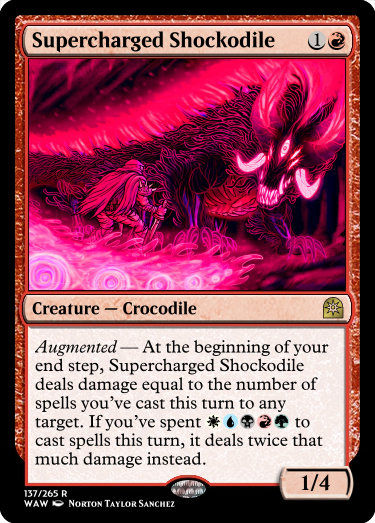 Supercharged Shockodile 1
Creature — Crocodile
Augmented — At the beginning of your
end step, Supercharged Shockodile
deals damage equal to the number of
spells you've cast this turn to any
target. If you've spent to
cast spells this turn, it deals twice that
much damage instead.
1/4
137/265 R
WAW Norton Taylor Sanchez